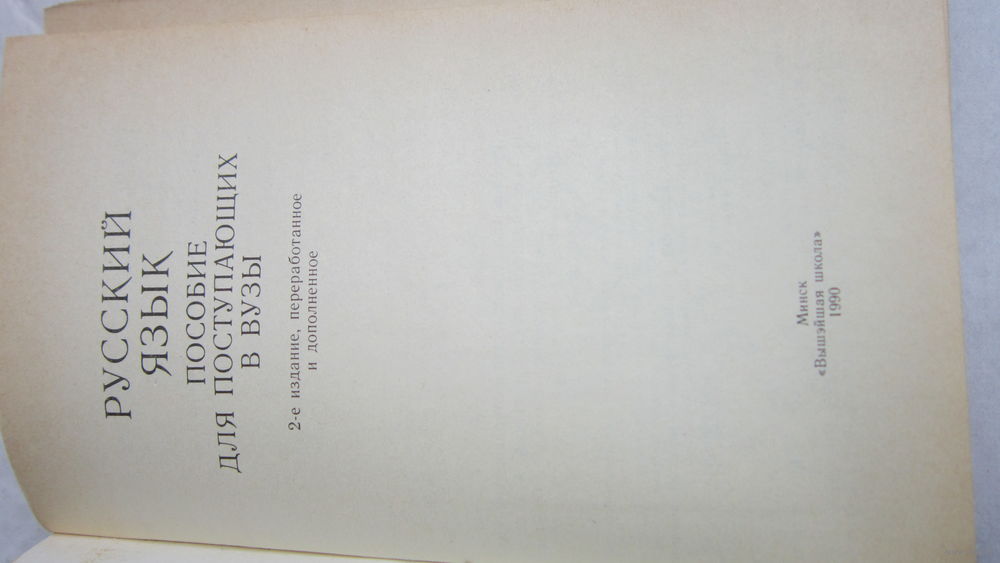 РУССКИЙ
ЯЗЫК
ПОСОБИЕ
ДЛЯ ПОСТУПАЮЩИХ
В ВУЗЫ
2-е издание, переработанное
и дополненное
Минск
«Вышэйшая школа»
1990